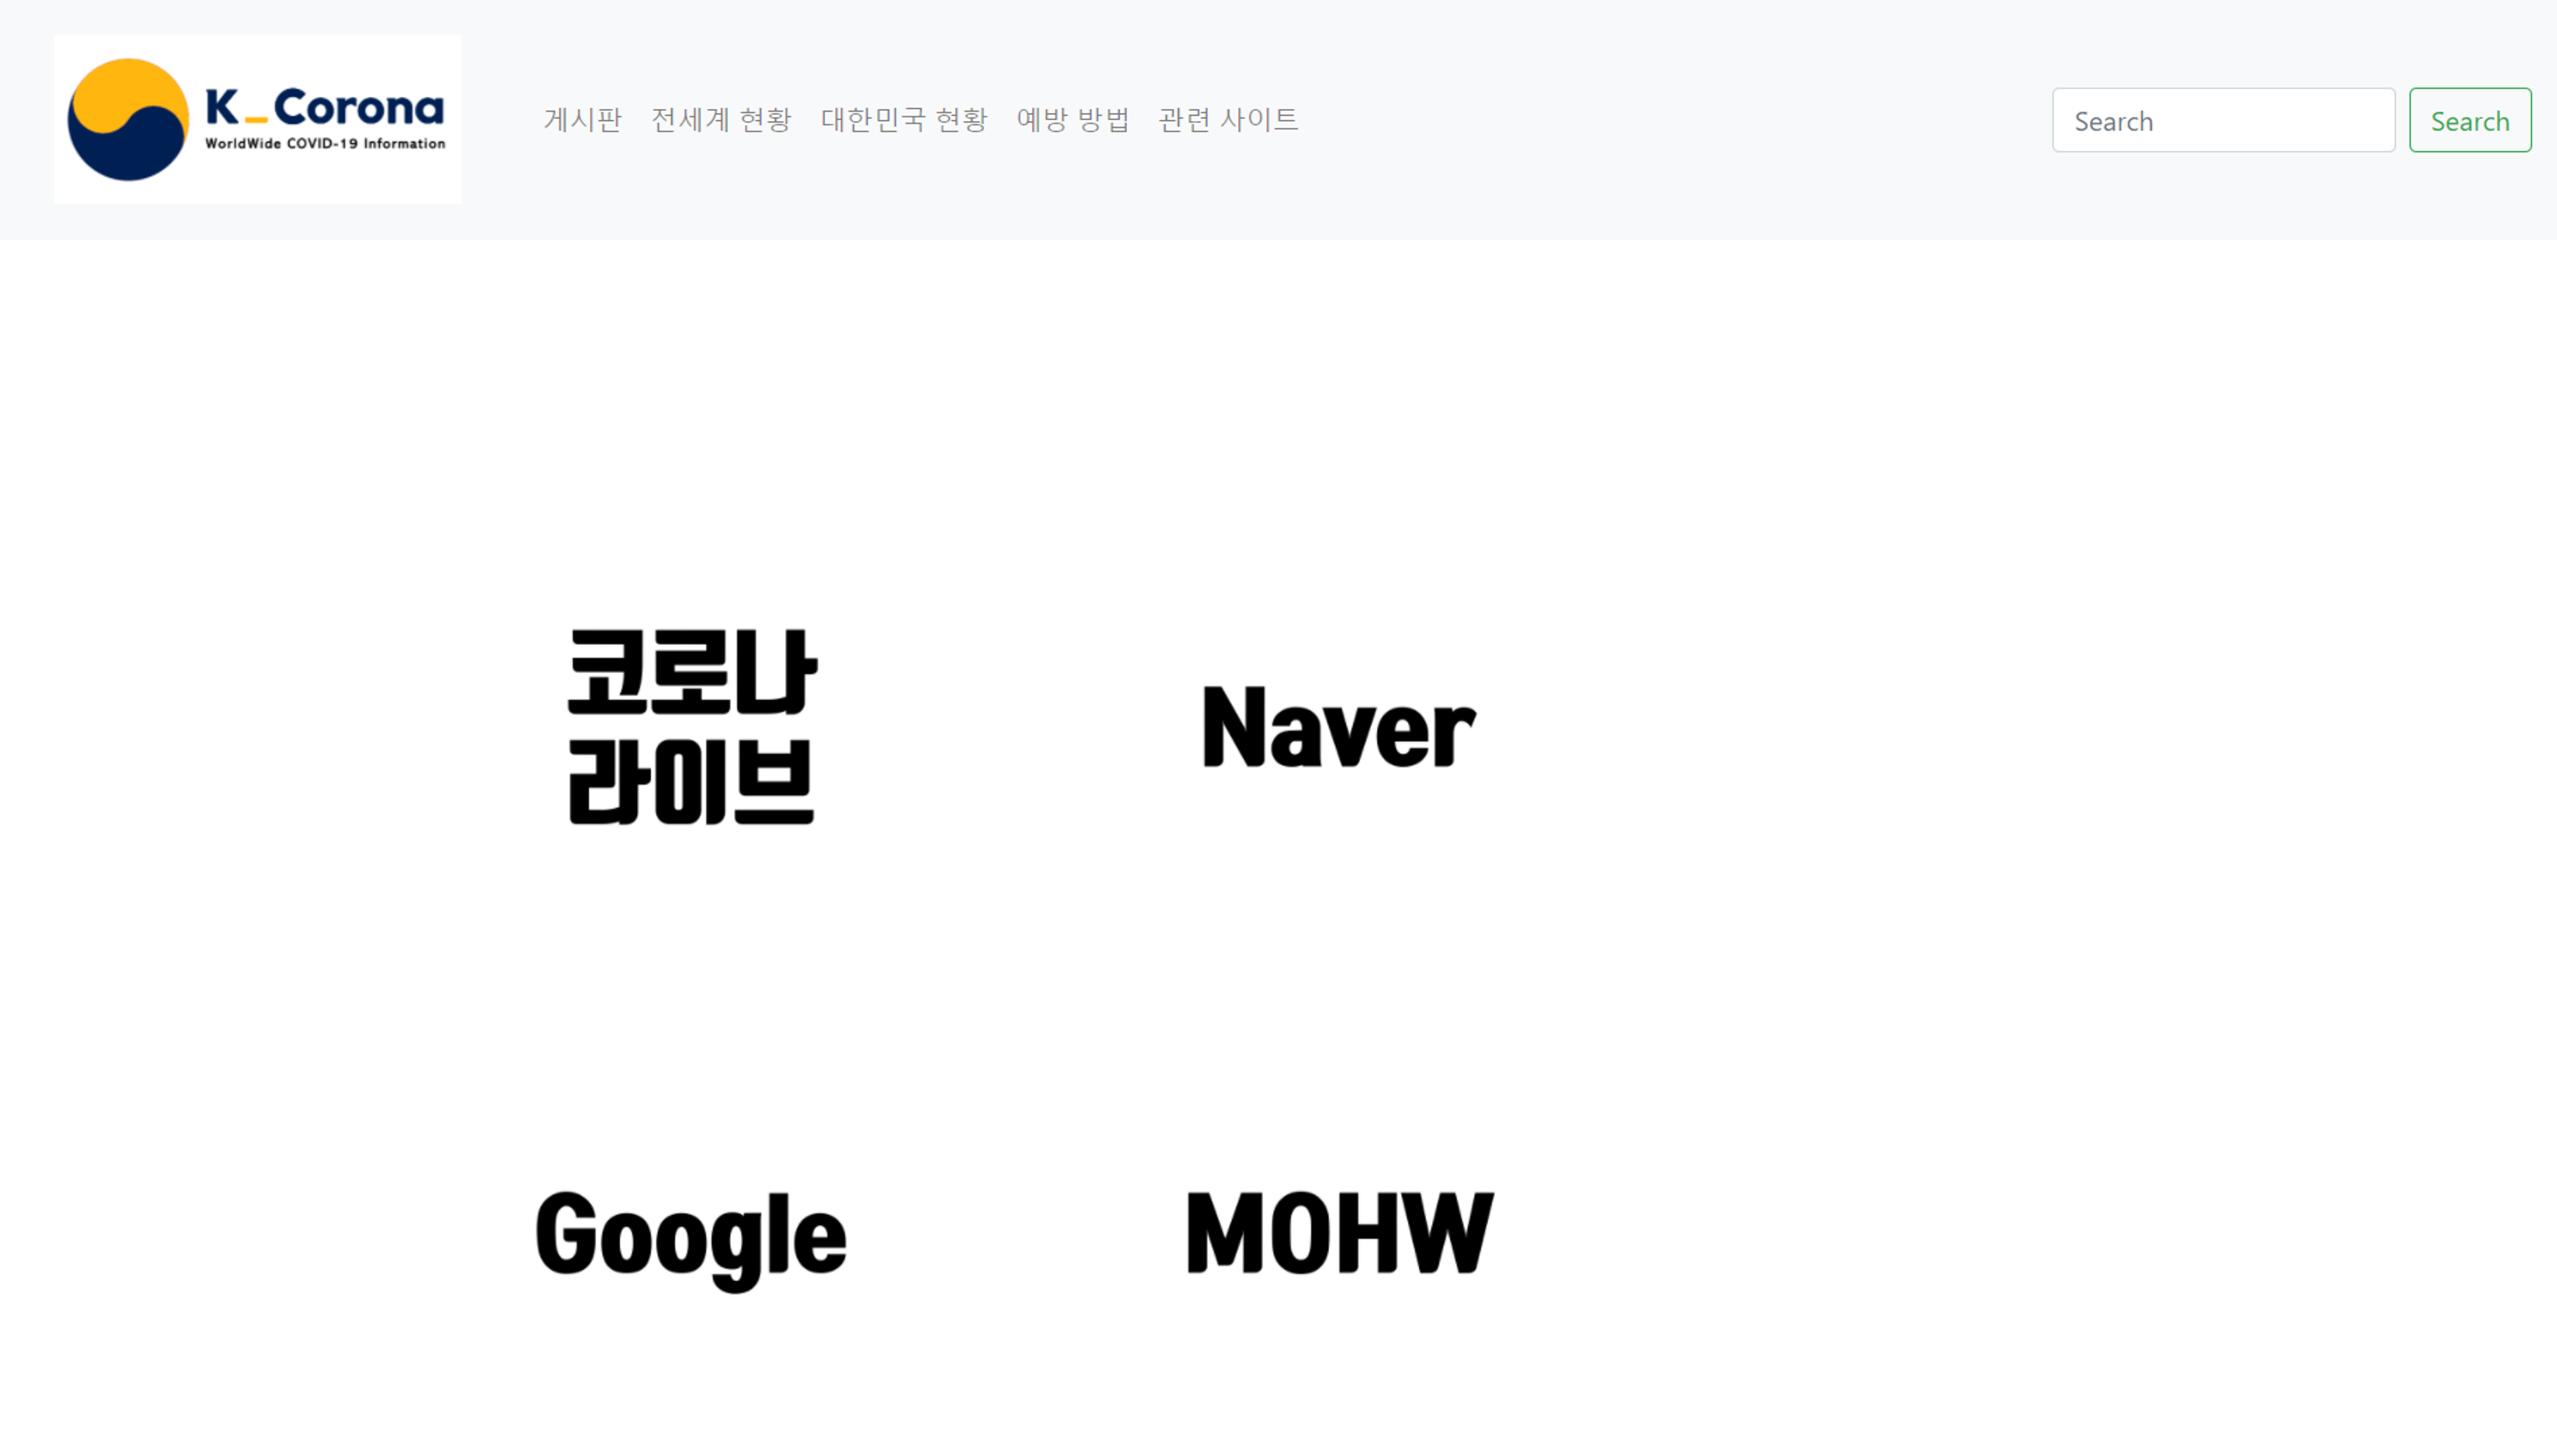 K_Corona
WorldWide COVID-19 Information
게시판 전세계 현황 대한민국 현황 예방 방법 관련 사이트
Search Search
코로나
라이브
Naver
Google MOHW